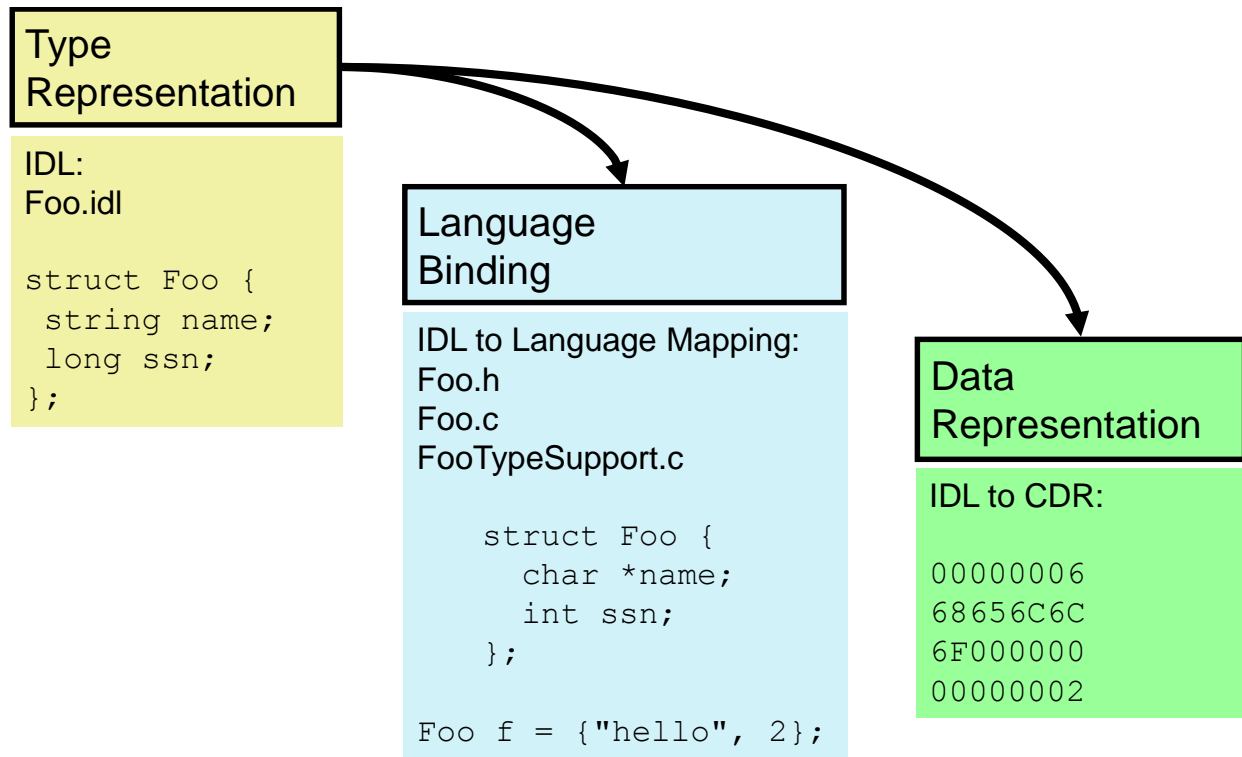 Type
Representation
IDL:
Foo.idl
struct Foo {
 string name;
 long ssn;
};
Language
Binding
IDL to Language Mapping:
Foo.h
Foo.c
FooTypeSupport.c
struct Foo {
  char *name;
  int ssn;
};
Foo f = {"hello", 2};
Data
Representation
IDL to CDR:
00000006
68656C6C
6F000000
00000002